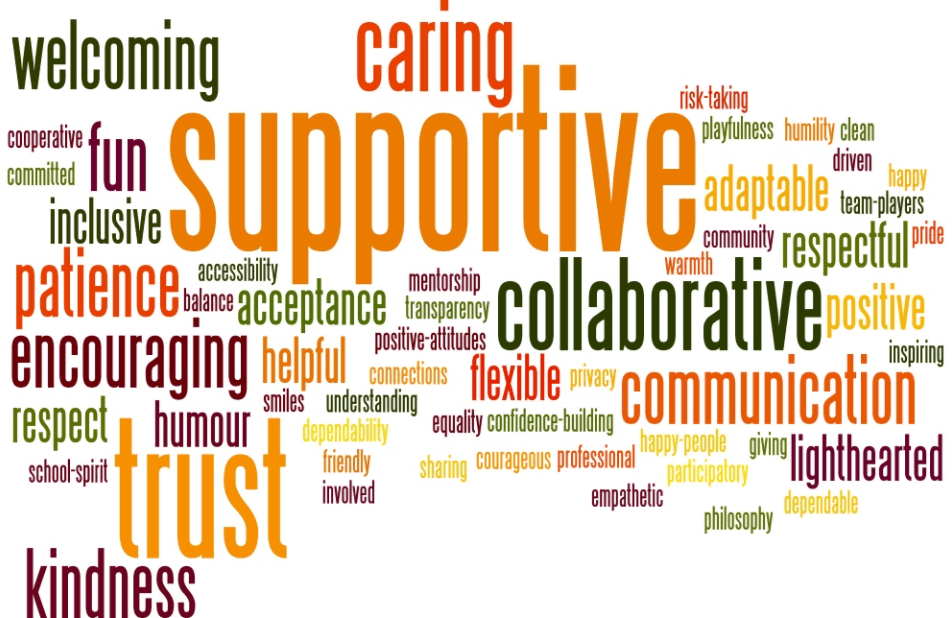 welcoming
caring
supportive
risk-taking
playfulness
humility
clean
cooperative
fun
committed
driven
adaptable
happy
team-players
inclusive
community
respectful
pride
warmth
patience
accessibility
balance
acceptance
mentorship
transparency
collaborative
positive
positive-attitudes
inspiring
encouraging
helpful
connections
flexible
privacy
communication
respect
humour
smiles
understanding
dependability
equality
confidence-building
happy-people
giving
lighthearted
school-spirit
trust
friendly
involved
sharing
courageous
professional
participatory
empathetic
dependable
philosophy
kindness